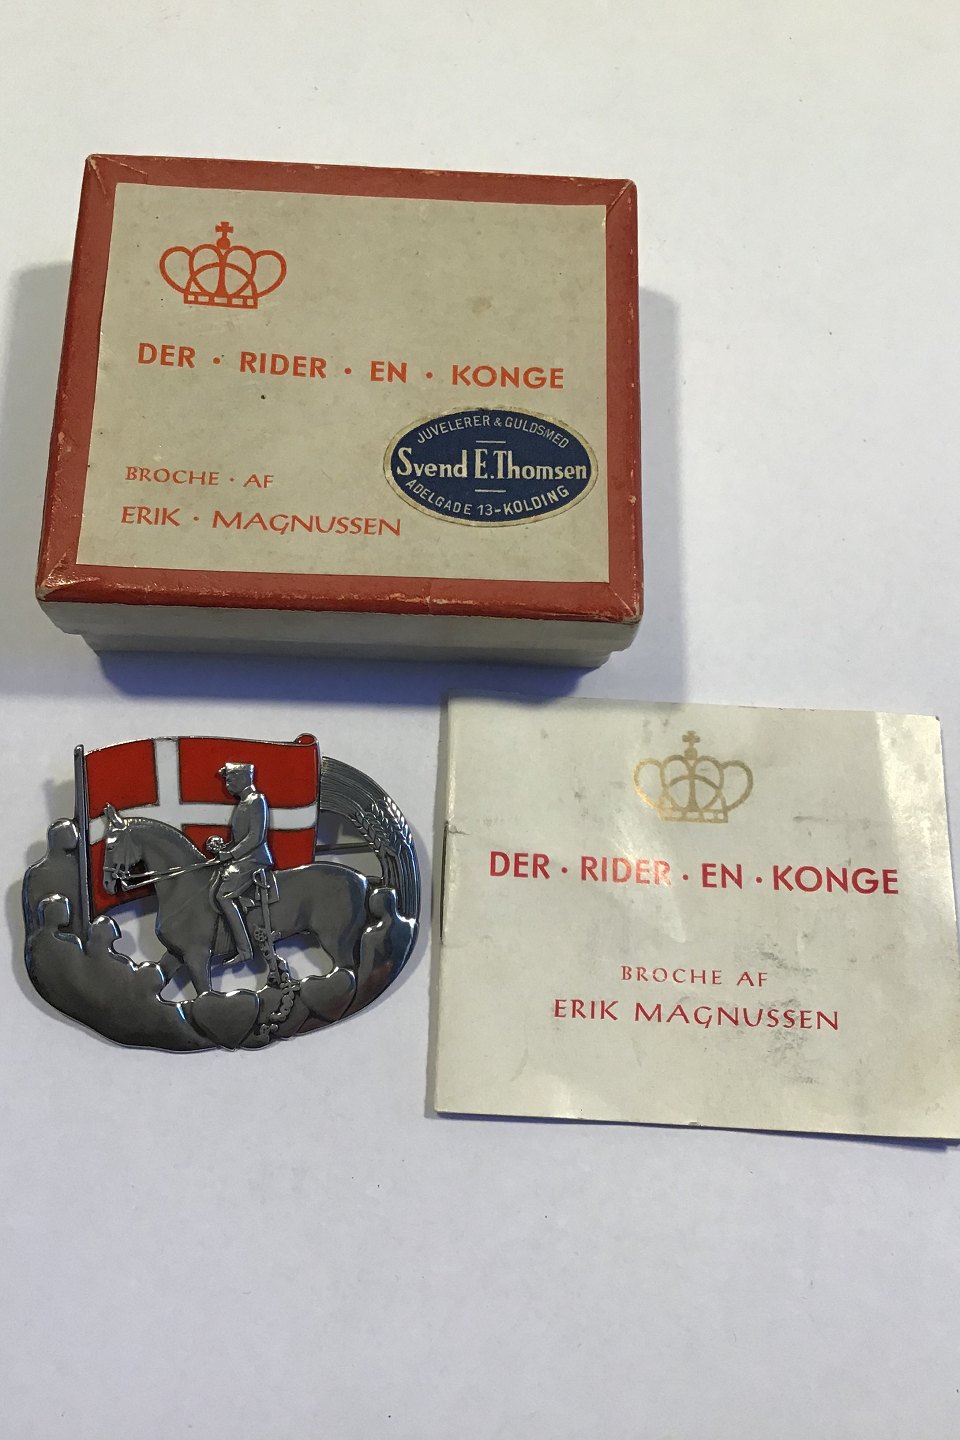 DER · RIDER · EN · KONGE
BROCHE · AF
ERIK · MAGNUSSEN
JUVELERER & GULDSMED
Svend E. Thomsen
ADELGADE 13-KOLDING
DER · RIDER · EN · KONGE
BROCHE AF
ERIK MAGNUSSEN